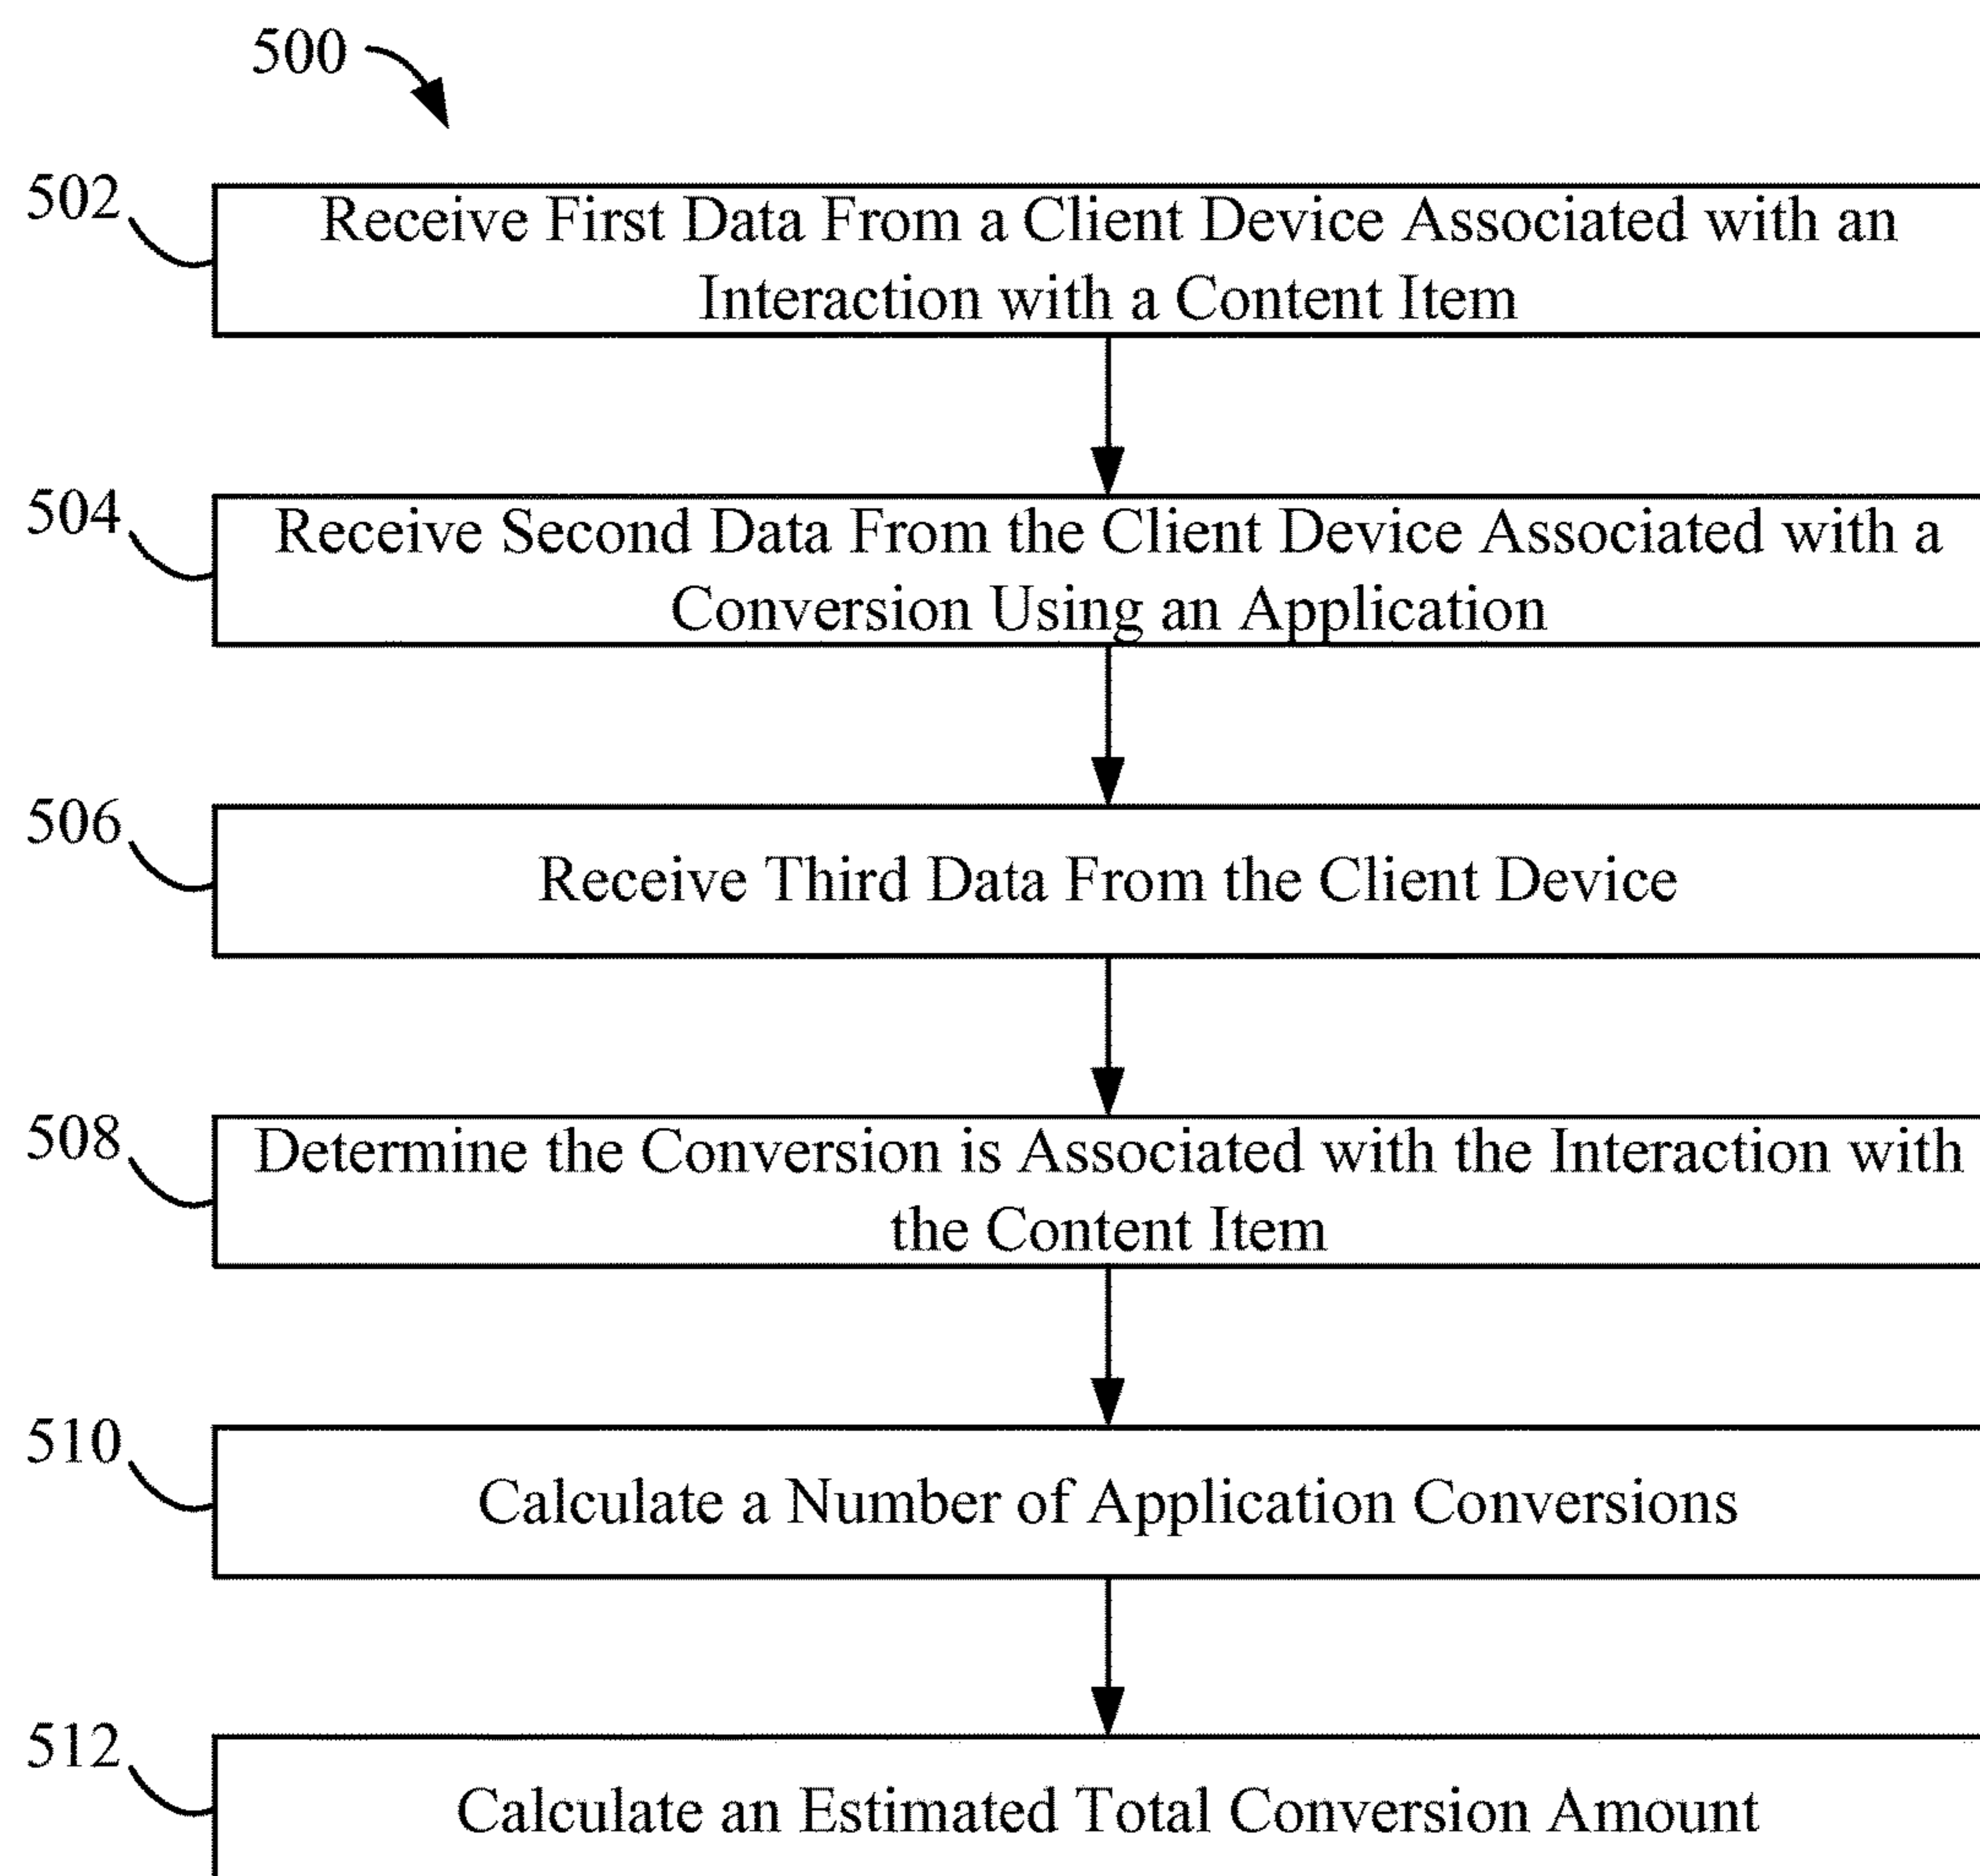 500
502
Receive First Data From a Client Device Associated with an
Interaction with a Content Item
504
Receive Second Data From the Client Device Associated with a
Conversion Using an Application
506
Receive Third Data From the Client Device
508
Determine the Conversion is Associated with the Interaction with
the Content Item
510
Calculate a Number of Application Conversions
512
Calculate an Estimated Total Conversion Amount